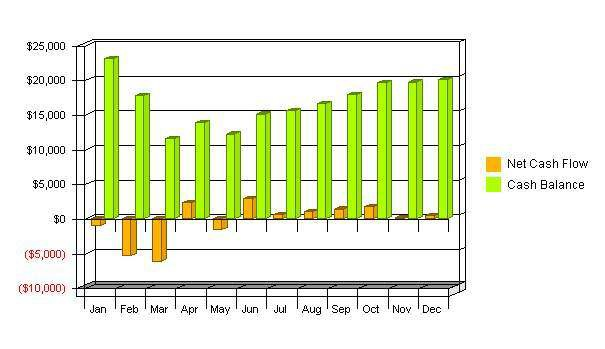 $25,000
$20,000
$15,000
$10,000
$5,000
$0
($5,000)
($10,000)
Jan Feb Mar Apr May Jun Jul Aug Sep Oct Nov Dec
Net Cash Flow
Cash Balance